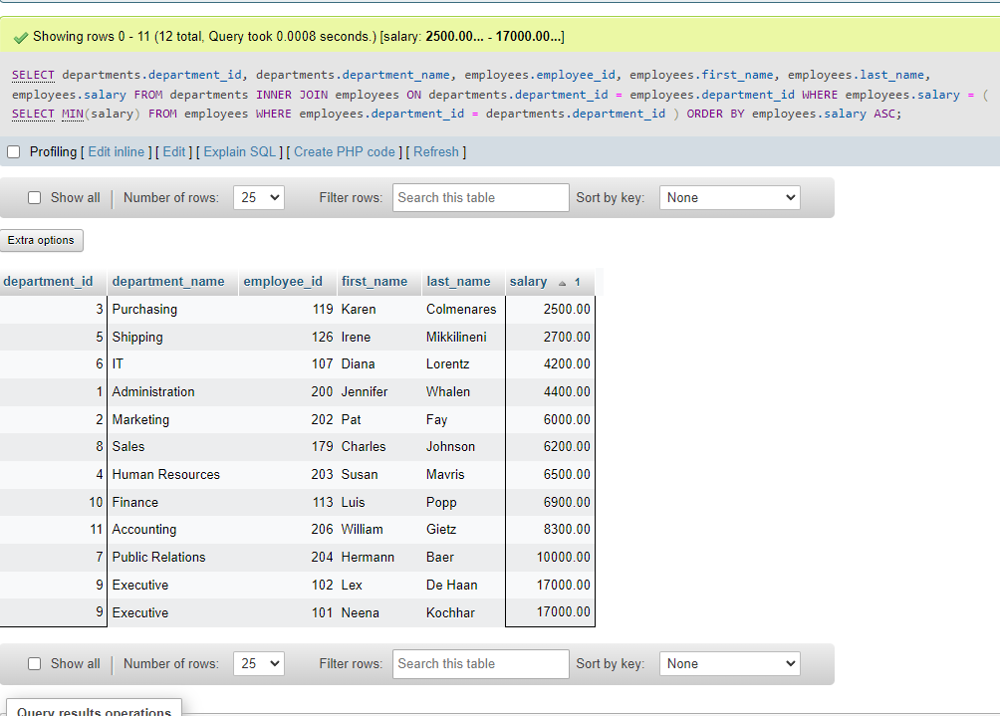 Showing rows 0 - 11 (12 total, Query took 0.0008 seconds.) [salary: 2500.00... - 17000.00...]
SELECT departments.department_id, departments.department_name, employees.employee_id, employees.first_name, employees.last_name,
employees.salary FROM departments INNER JOIN employees ON departments.department_id = employees.department_id WHERE employees.salary = (
SELECT MIN(salary) FROM employees WHERE employees.department_id = departments.department_id ) ORDER BY employees.salary ASC;
Profiling [ Edit inline ] [ Edit ] [ Explain SQL ] [ Create PHP code ] [ Refresh ]
Show all Number of rows: 25 Filter rows: Search this table Sort by key: None
Extra options
department_id department_name employee_id first_name last_name salary 1
3 Purchasing 119 Karen Colmenares 2500.00
5 Shipping 126 Irene Mikkilineni 2700.00
6 IT 107 Diana Lorentz 4200.00
1 Administration 200 Jennifer Whalen 4400.00
2 Marketing 202 Pat Fay 6000.00
8 Sales 179 Charles Johnson 6200.00
4 Human Resources 203 Susan Mavris 6500.00
10 Finance 113 Luis Popp 6900.00
11 Accounting 206 William Gietz 8300.00
7 Public Relations 204 Hermann Baer 10000.00
9 Executive 102 Lex De Haan 17000.00
9 Executive 101 Neena Kochhar 17000.00
Show all Number of rows: 25 Filter rows: Search this table Sort by key: None
Query results operations